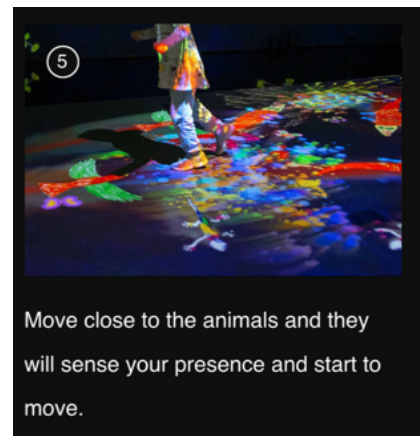 5
Move close to the animals and they
will sense your presence and start to
move.